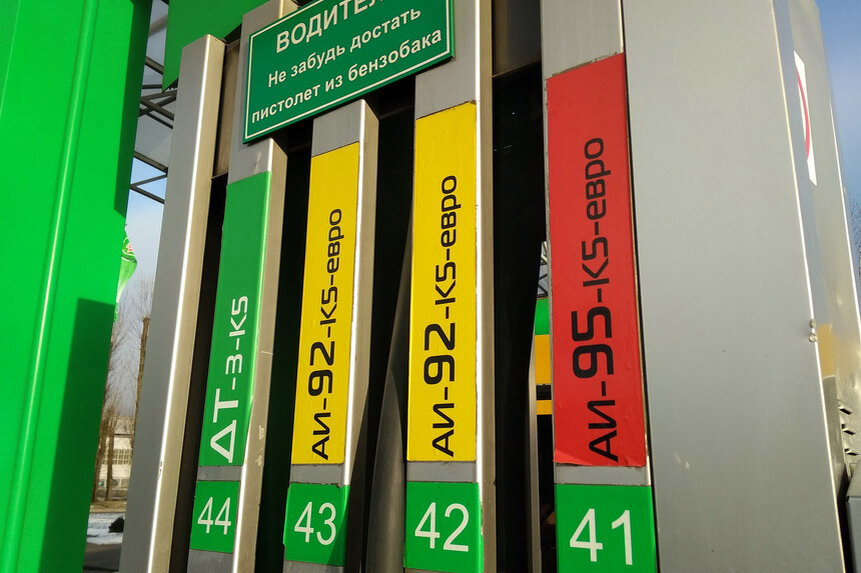 ВОДИТЕЛ
Не забудь достать
пистолет из бензобака
ДТ-З-К5
АИ-92-К5-евро
АИ-92-К5-евро
АИ-95-К5-евро
44
43
42
41